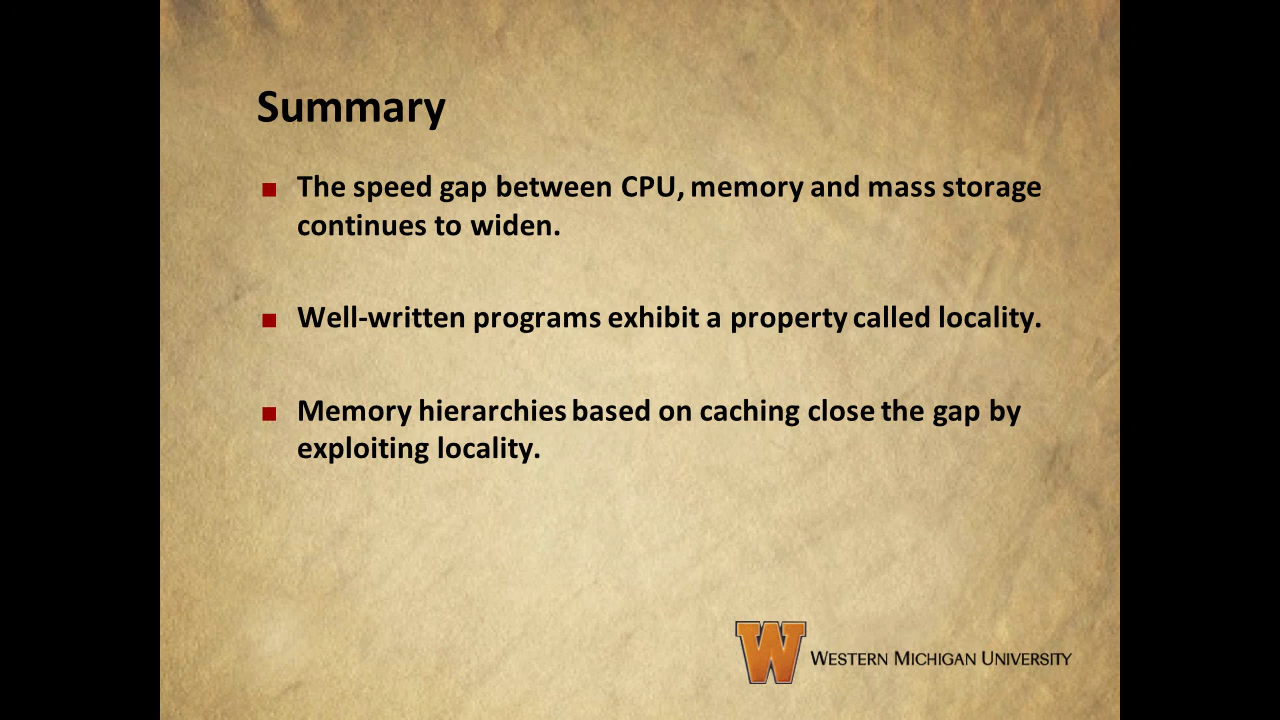 Summary
The speed gap between CPU, memory and mass storage
continues to widen.
Well-written programs exhibit a property called locality.
Memory hierarchies based on caching close the gap by
exploiting locality.
W WESTERN MICHIGAN UNIVERSITY